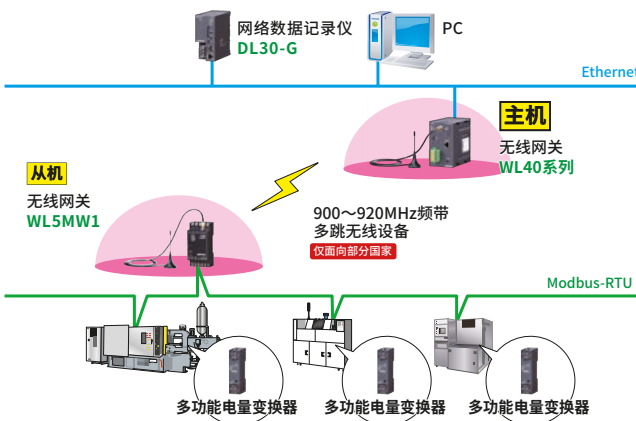 网络数据记录仪
DL30-G
PC
Ethernet
主机
无线网关
WL40系列
从机
无线网关
WL5MW1
900～920MHz频带
多跳无线设备
仅面向部分国家
Modbus-RTU
多功能电量变换器
多功能电量变换器
多功能电量变换器